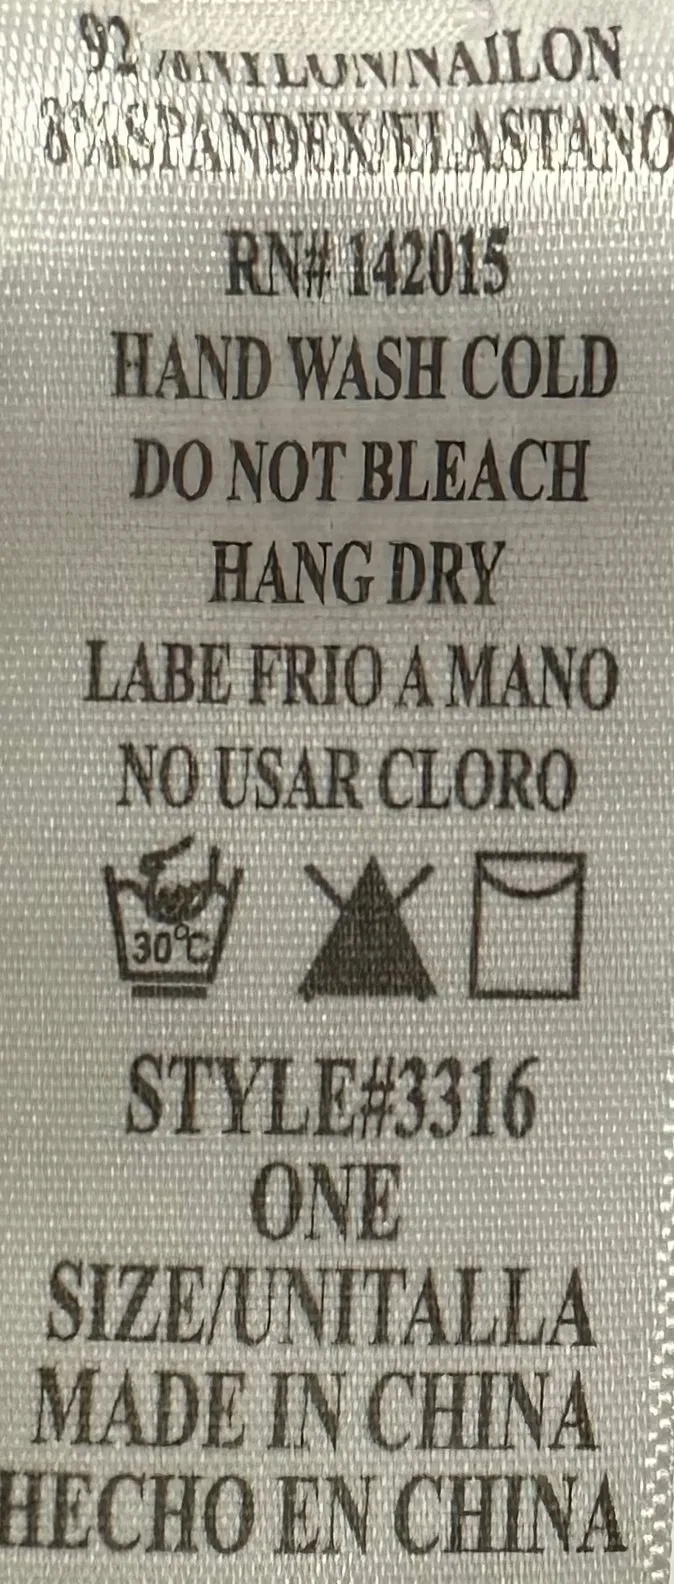 92%NYLON/NAILON
8%SPANDEX/ELASTANO
RN# 142015
HAND WASH COLD
DO NOT BLEACH
HANG DRY
LABE FRIO A MANO
NO USAR CLORO
30°C
STYLE#3316
ONE
SIZE/UNITALLA
MADE IN CHINA
HECHO EN CHINA